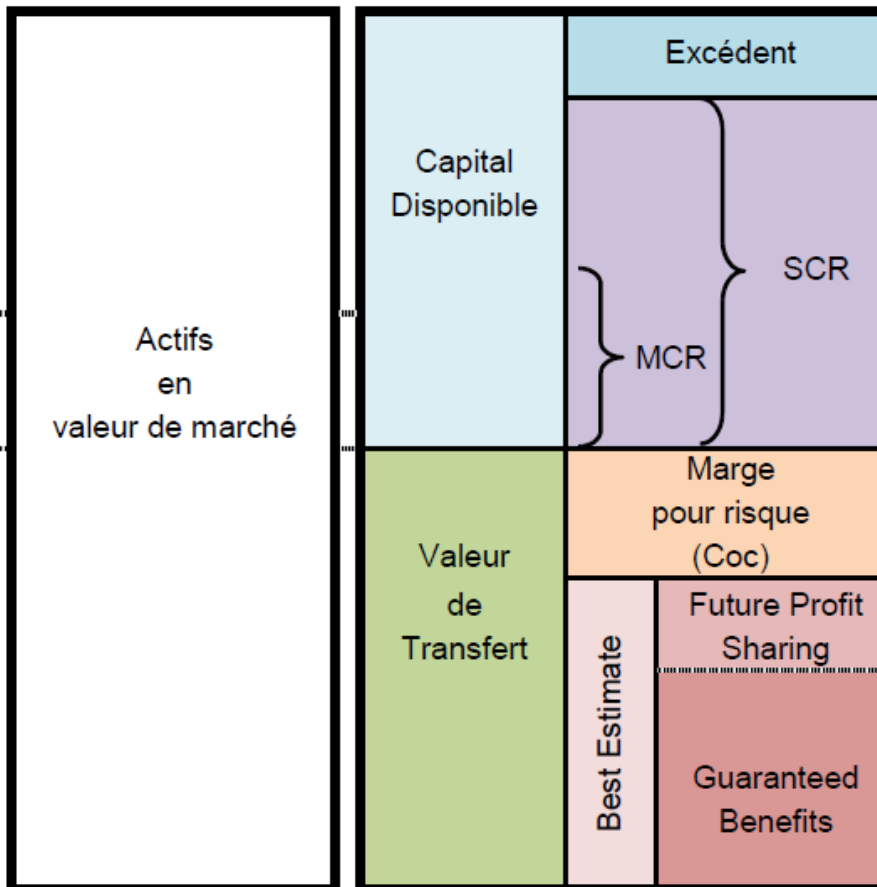 Actifs
en
valeur de marché
Capital
Disponible
Valeur
de
Transfert
Excédent
SCR
MCR
Marge
pour risque
(Coc)
Best Estimate
Future Profit
Sharing
Guaranteed
Benefits